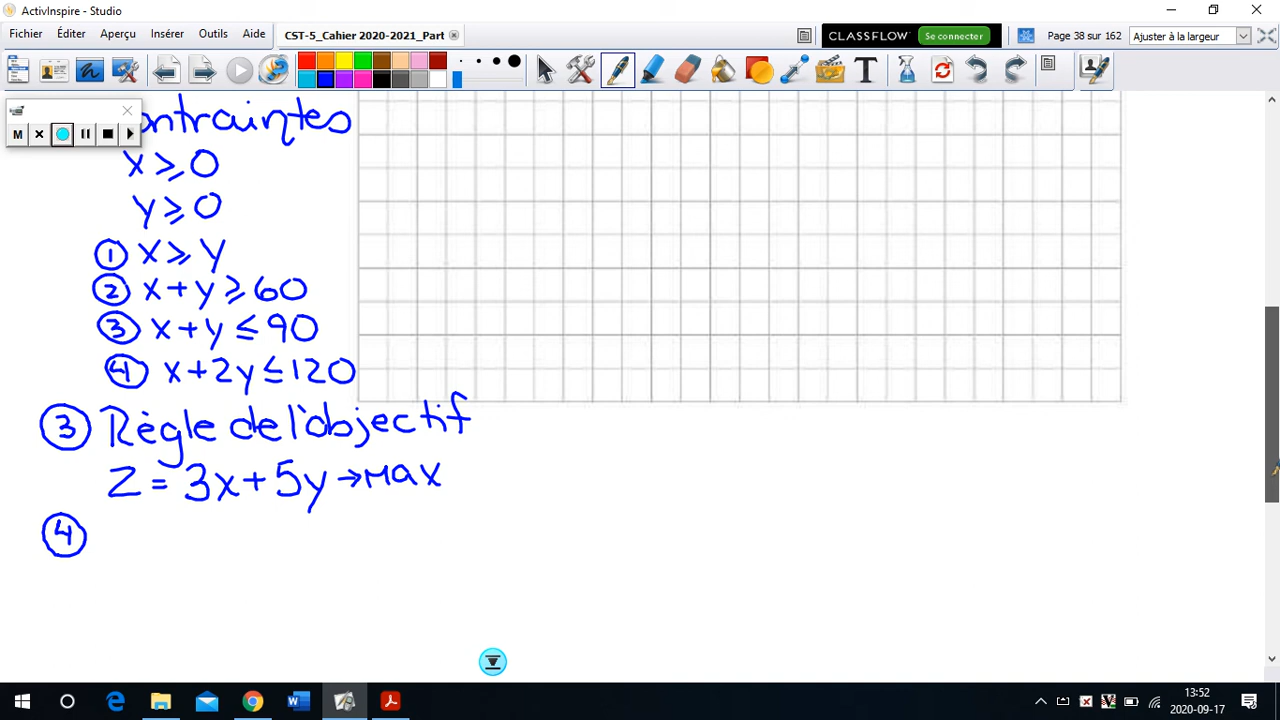 ActivInspire - Studio
Fichier Éditer Aperçu Insérer Outils Aide CST-5_Cahier 2020-2021_Part CLASSFLOW Se connecter Page 38 sur 162 Ajuster à la largeur
M
ontraintes
x ≥ 0
y ≥ 0
① x ≥ y
② x + y ≥ 60
③ x + y ≤ 90
④ x + 2y ≤ 120
③ Règle de l'objectif
Z = 3x + 5y → Max
④
13:52
2020-09-17